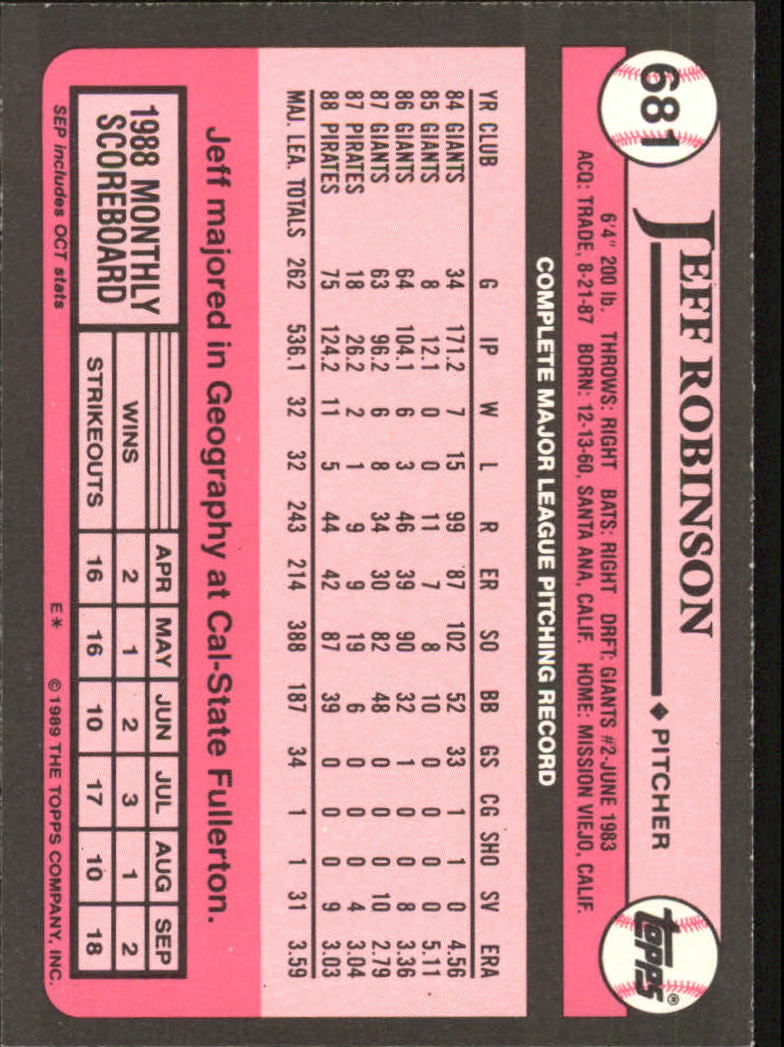 681
JEFF ROBINSON
♦ PITCHER
topps®
6'4" 200 lb. THROWS: RIGHT BATS: RIGHT DRFT: GIANTS #2-JUNE 1983
ACQ: TRADE, 8-21-87 BORN: 12-13-60, SANTA ANA, CALIF. HOME: MISSION VIEJO, CALIF.
COMPLETE MAJOR LEAGUE PITCHING RECORD
YR CLUB G IP W L R ER SO BB GS CG SHO SV ERA
84 GIANTS 34 171.2 7 15 99 87 102 52 33 1 1 0 4.56
85 GIANTS 8 12.1 0 0 11 7 8 10 0 0 0 0 5.11
86 GIANTS 64 104.1 6 3 46 39 90 32 1 0 0 8 3.36
87 GIANTS 63 96.2 6 8 34 30 82 48 0 0 0 10 2.79
87 PIRATES 18 26.2 2 1 9 9 19 6 0 0 0 4 3.04
88 PIRATES 75 124.2 11 5 44 42 87 39 0 0 0 9 3.03
MAJ. LEA. TOTALS 262 536.1 32 32 243 214 388 187 34 1 1 31 3.59
Jeff majored in Geography at Cal-State Fullerton.
1988 MONTHLY
SCOREBOARD
APR MAY JUN JUL AUG SEP
WINS 2 1 2 3 1 2
STRIKEOUTS 16 16 10 17 10 18
SEP includes OCT stats E* © 1989 THE TOPPS COMPANY, INC.